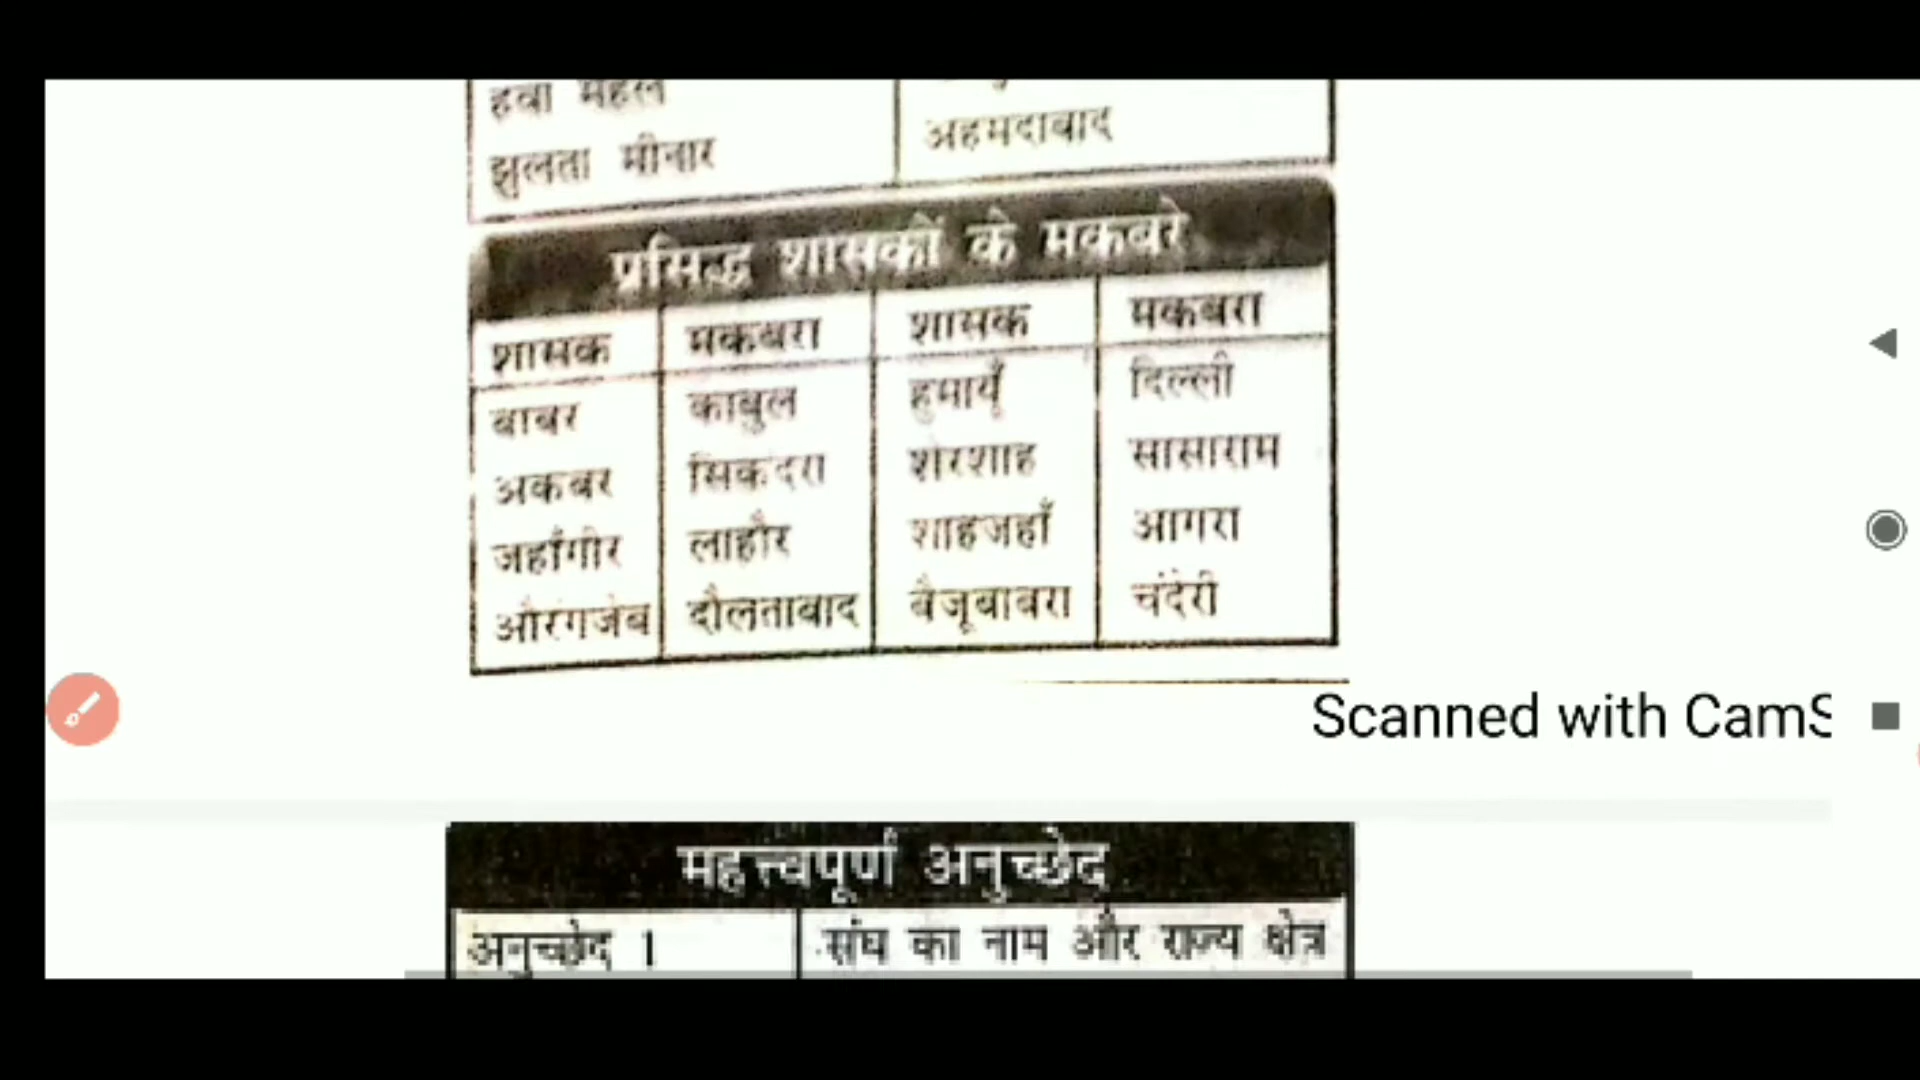 हवा महल
झुलता मीनार अहमदाबाद
प्रसिद्ध शासकों के मकबरे
शासक मकबरा शासक मकबरा
बाबर काबुल हुमायूँ दिल्ली
अकबर सिकंदरा शेरशाह सासाराम
जहाँगीर लाहौर शाहजहाँ आगरा
औरंगजेब दौलताबाद बैजूबाबरा चंदेरी
Scanned with CamS
महत्त्वपूर्ण अनुच्छेद
अनुच्छेद 1 संघ का नाम और राज्य क्षेत्र